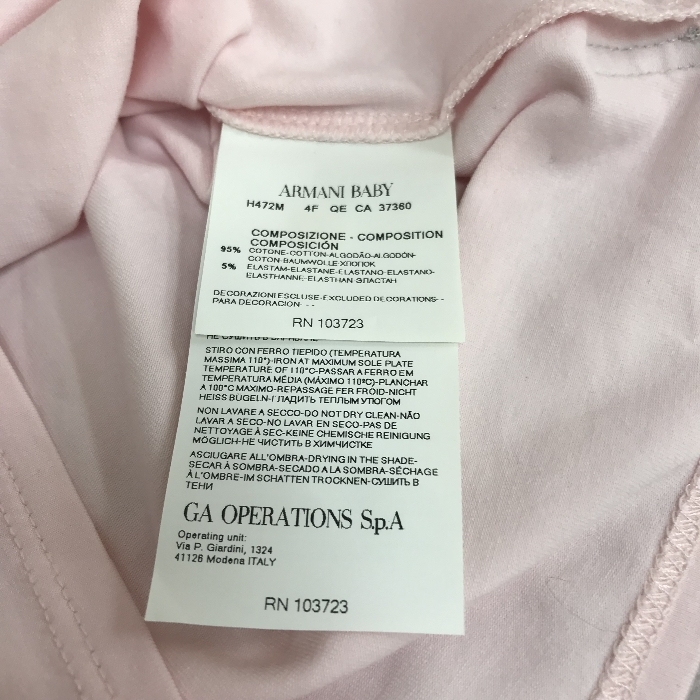 ARMANI BABY
H472M 4F QE CA 37360
COMPOSIZIONE - COMPOSITION
COMPOSICIÓN
95% COTONE-COTTON-ALGODÃO-ALGODÓN-
COTON-BAUMWOLLE-ХЛОПОК
5% ELASTAM-ELASTANE-ELASTANO-ELASTANO-
ELASTHANNE-ELASTHAN-ЭЛАСТАН
DECORAZIONI ESCLUSE-EXCLUDED DECORATIONS- -
PARA DECORACION- - -
RN 103723
STIRO CON FERRO TIEPIDO (TEMPERATURA
MASSIMA 110°)-IRON AT MAXIMUM SOLE PLATE
TEMPERATURE OF 110°C-PASSAR A FERRO EM
TEMPERATURA MÉDIA (MÁXIMO 110°C)-PLANCHAR
A 100°C MAXIMO-REPASSAGE FER FROID-NICHT
HEISS BÜGELN-ГЛАДИТЬ ТЕПЛЫМ УТЮГОМ
NON LAVARE A SECCO-DO NOT DRY CLEAN-NÃO
LAVAR A SECO-NO LAVAR EN SECO-PAS DE
NETTOYAGE À SEC-KEINE CHEMISCHE REINIGUNG
MÖGLICH-НЕ ЧИСТИТЬ В ХИМЧИСТКЕ
ASCIUGARE ALL'OMBRA-DRYING IN THE SHADE-
SECAR À SOMBRA-SECADO A LA SOMBRA-SÉCHAGE
À L'OMBRE-IM SCHATTEN TROCKNEN-СУШИТЬ В
ТЕНИ
GA OPERATIONS S.p.A
Operating unit:
Via P. Giardini, 1324
41126 Modena ITALY
RN 103723